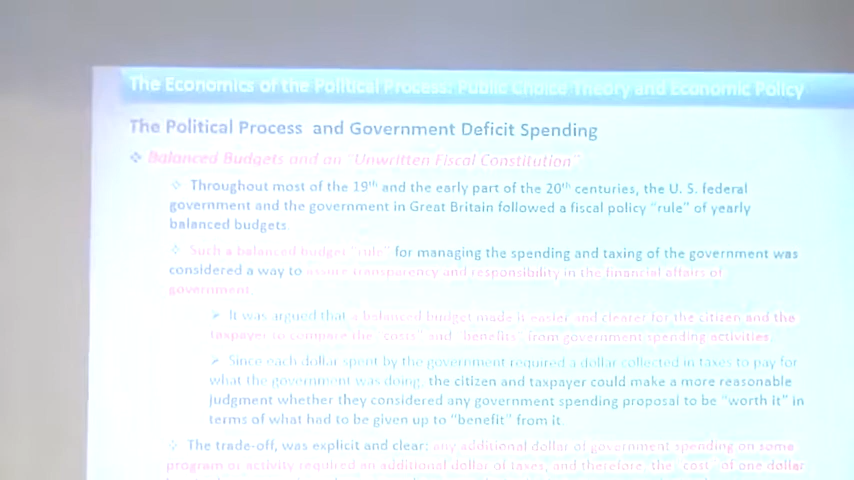 The Economics of the Political Process: Public Choice Theory and Economic Policy
The Political Process and Government Deficit Spending
❖ Balanced Budgets and an "Unwritten Fiscal Constitution"
❖ Throughout most of the 19th and the early part of the 20th centuries, the U. S. federal
government and the government in Great Britain followed a fiscal policy "rule" of yearly
balanced budgets.
❖ Such a balanced budget "rule" for managing the spending and taxing of the government was
considered a way to assure transparency and responsibility in the financial affairs of
government.
➢ It was argued that a balanced budget made it easier and clearer for the citizen and the
taxpayer to compare the "costs" and "benefits" from government spending activities.
➢ Since each dollar spent by the government required a dollar collected in taxes to pay for
what the government was doing, the citizen and taxpayer could make a more reasonable
judgment whether they considered any government spending proposal to be "worth it" in
terms of what had to be given up to "benefit" from it.
❖ The trade-off, was explicit and clear: any additional dollar of government spending on some
program or activity required an additional dollar of taxes, and therefore, the "cost" of one dollar